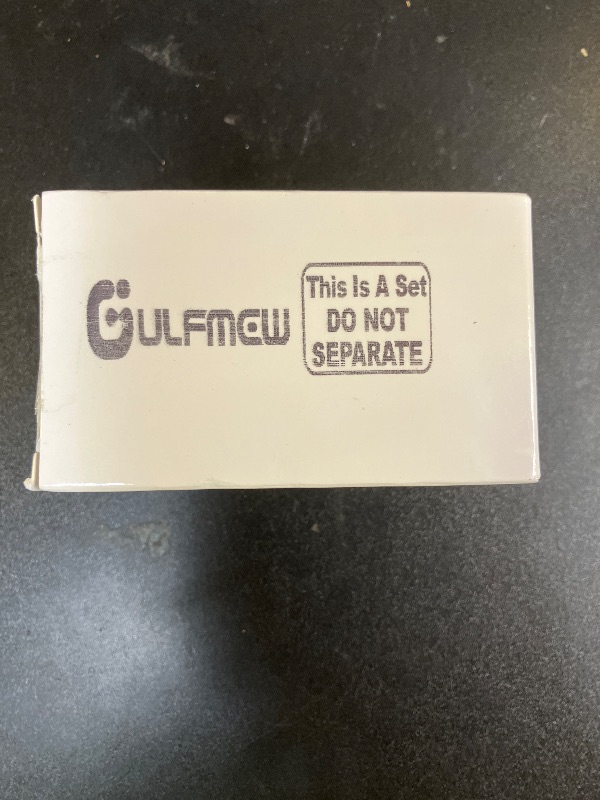 GULFMEW
This Is A Set
DO NOT
SEPARATE